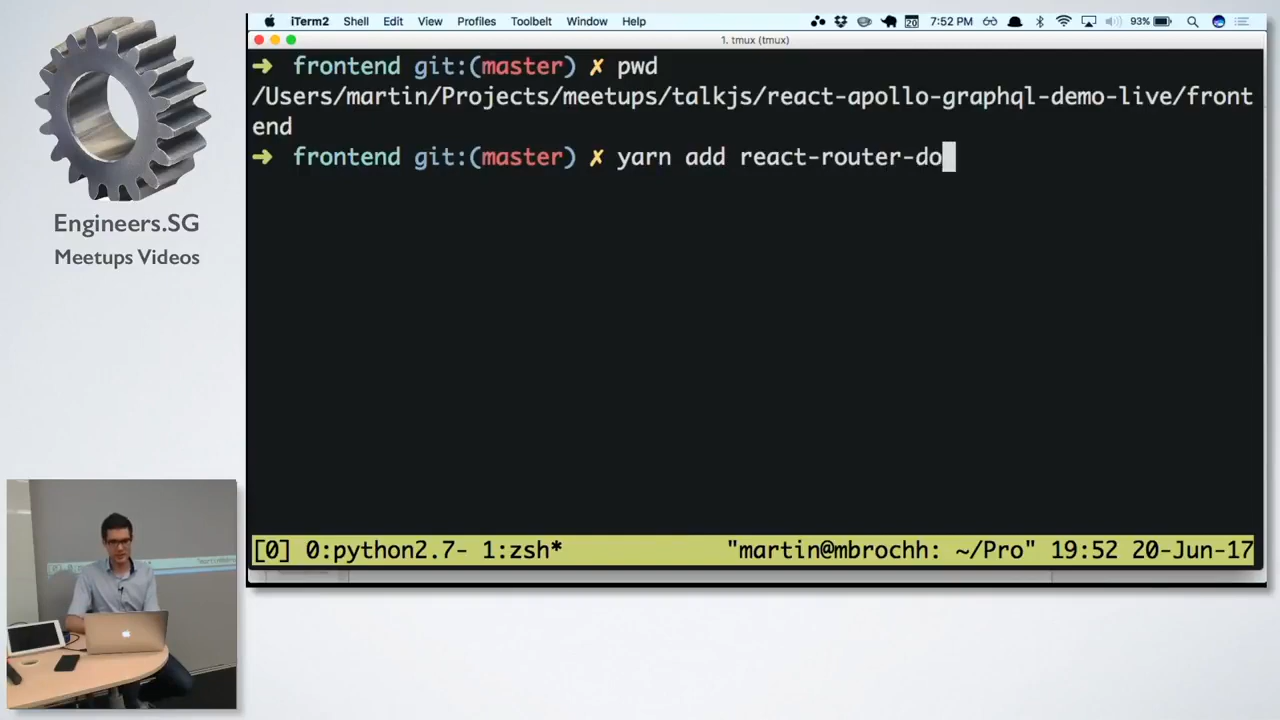 iTerm2 Shell Edit View Profiles Toolbelt Window Help 20 7:52 PM 93%
1. tmux (tmux)
➜ frontend git:(master) ✗ pwd
/Users/martin/Projects/meetups/talkjs/react-apollo-graphql-demo-live/front
end
➜ frontend git:(master) ✗ yarn add react-router-do
[0] 0:python2.7- 1:zsh* "martin@mbrochh: ~/Pro" 19:52 20-Jun-17
Engineers.SG
Meetups Videos